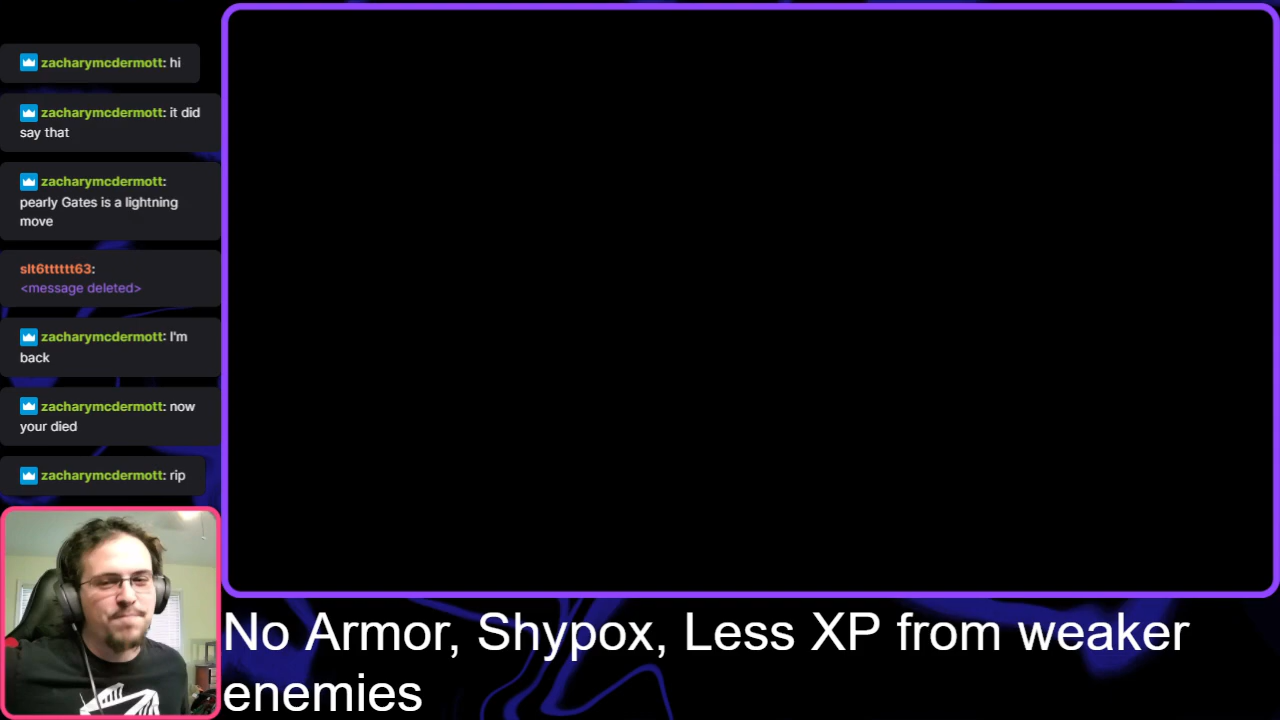 zacharymcdermott: hi
zacharymcdermott: it did
say that
zacharymcdermott:
pearly Gates is a lightning
move
slt6tttttt63:
<message deleted>
zacharymcdermott: I'm
back
zacharymcdermott: now
your died
zacharymcdermott: rip
No Armor, Shypox, Less XP from weaker
enemies